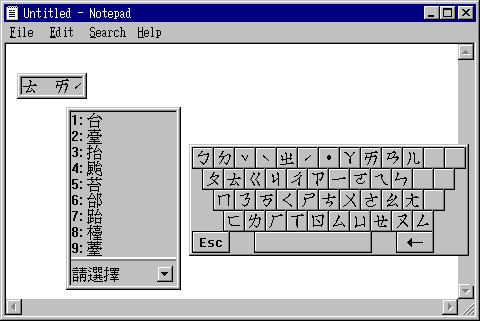 Untitled - Notepad
File Edit Search Help
ㄊ ㄞˊ
1: 台
2: 臺
3: 抬
4: 颱
5: 苔
6: 邰
7: 跆
8: 檯
9: 薹
請選擇
ㄅ ㄉ ˇ ˋ ㄓ ˊ ˙ ㄚ ㄞ ㄢ ㄦ
ㄆ ㄊ ㄍ ㄐ ㄔ ㄗ ㄧ ㄛ ㄟ ㄣ
ㄇ ㄋ ㄎ ㄑ ㄕ ㄘ ㄨ ㄜ ㄠ ㄤ
ㄈ ㄌ ㄏ ㄒ ㄖ ㄙ ㄩ ㄝ ㄡ ㄥ
Esc ←